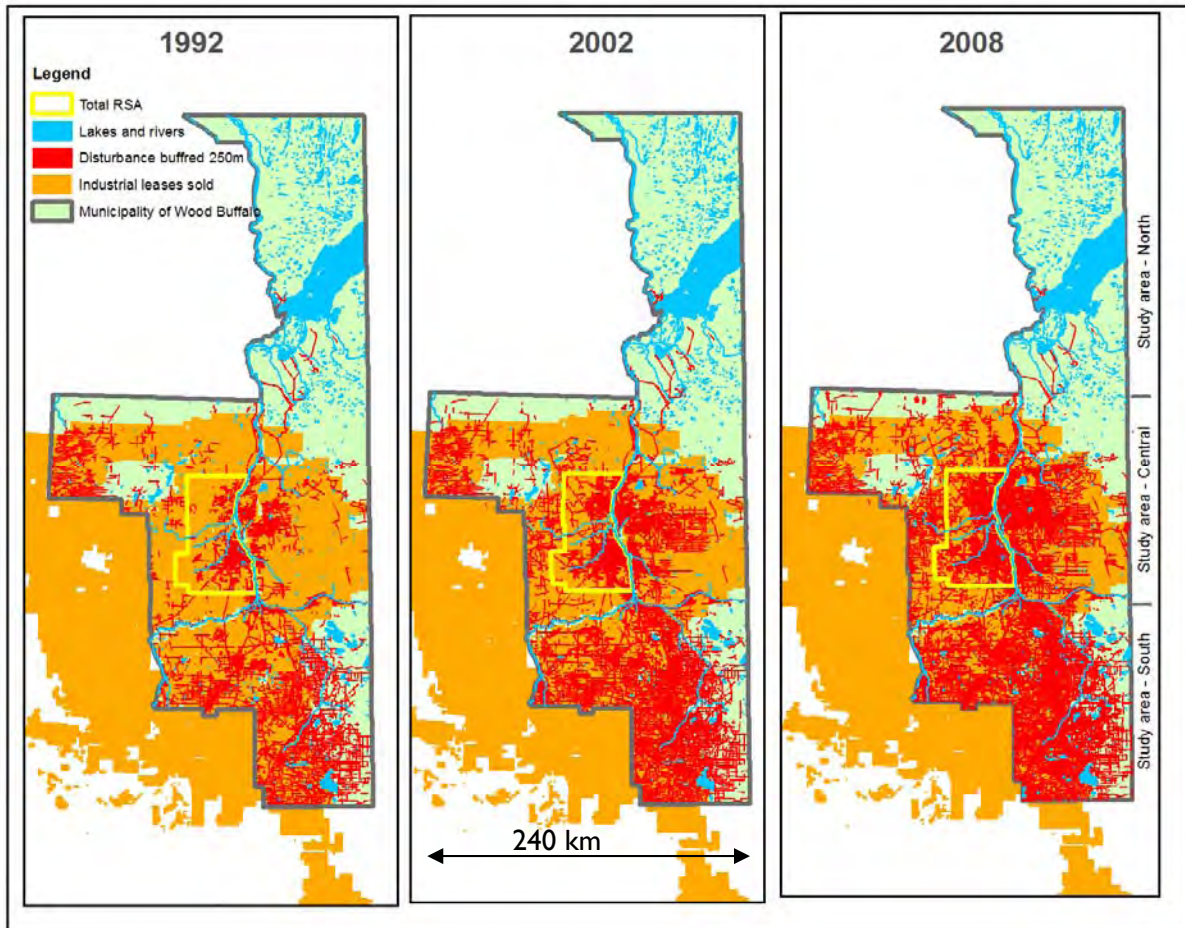 1992
2002
2008
Legend
Total RSA
Lakes and rivers
Disturbance buffred 250m
Industrial leases sold
Municipality of Wood Buffalo
Study area - North
Study area - Central
Study area - South
240 km